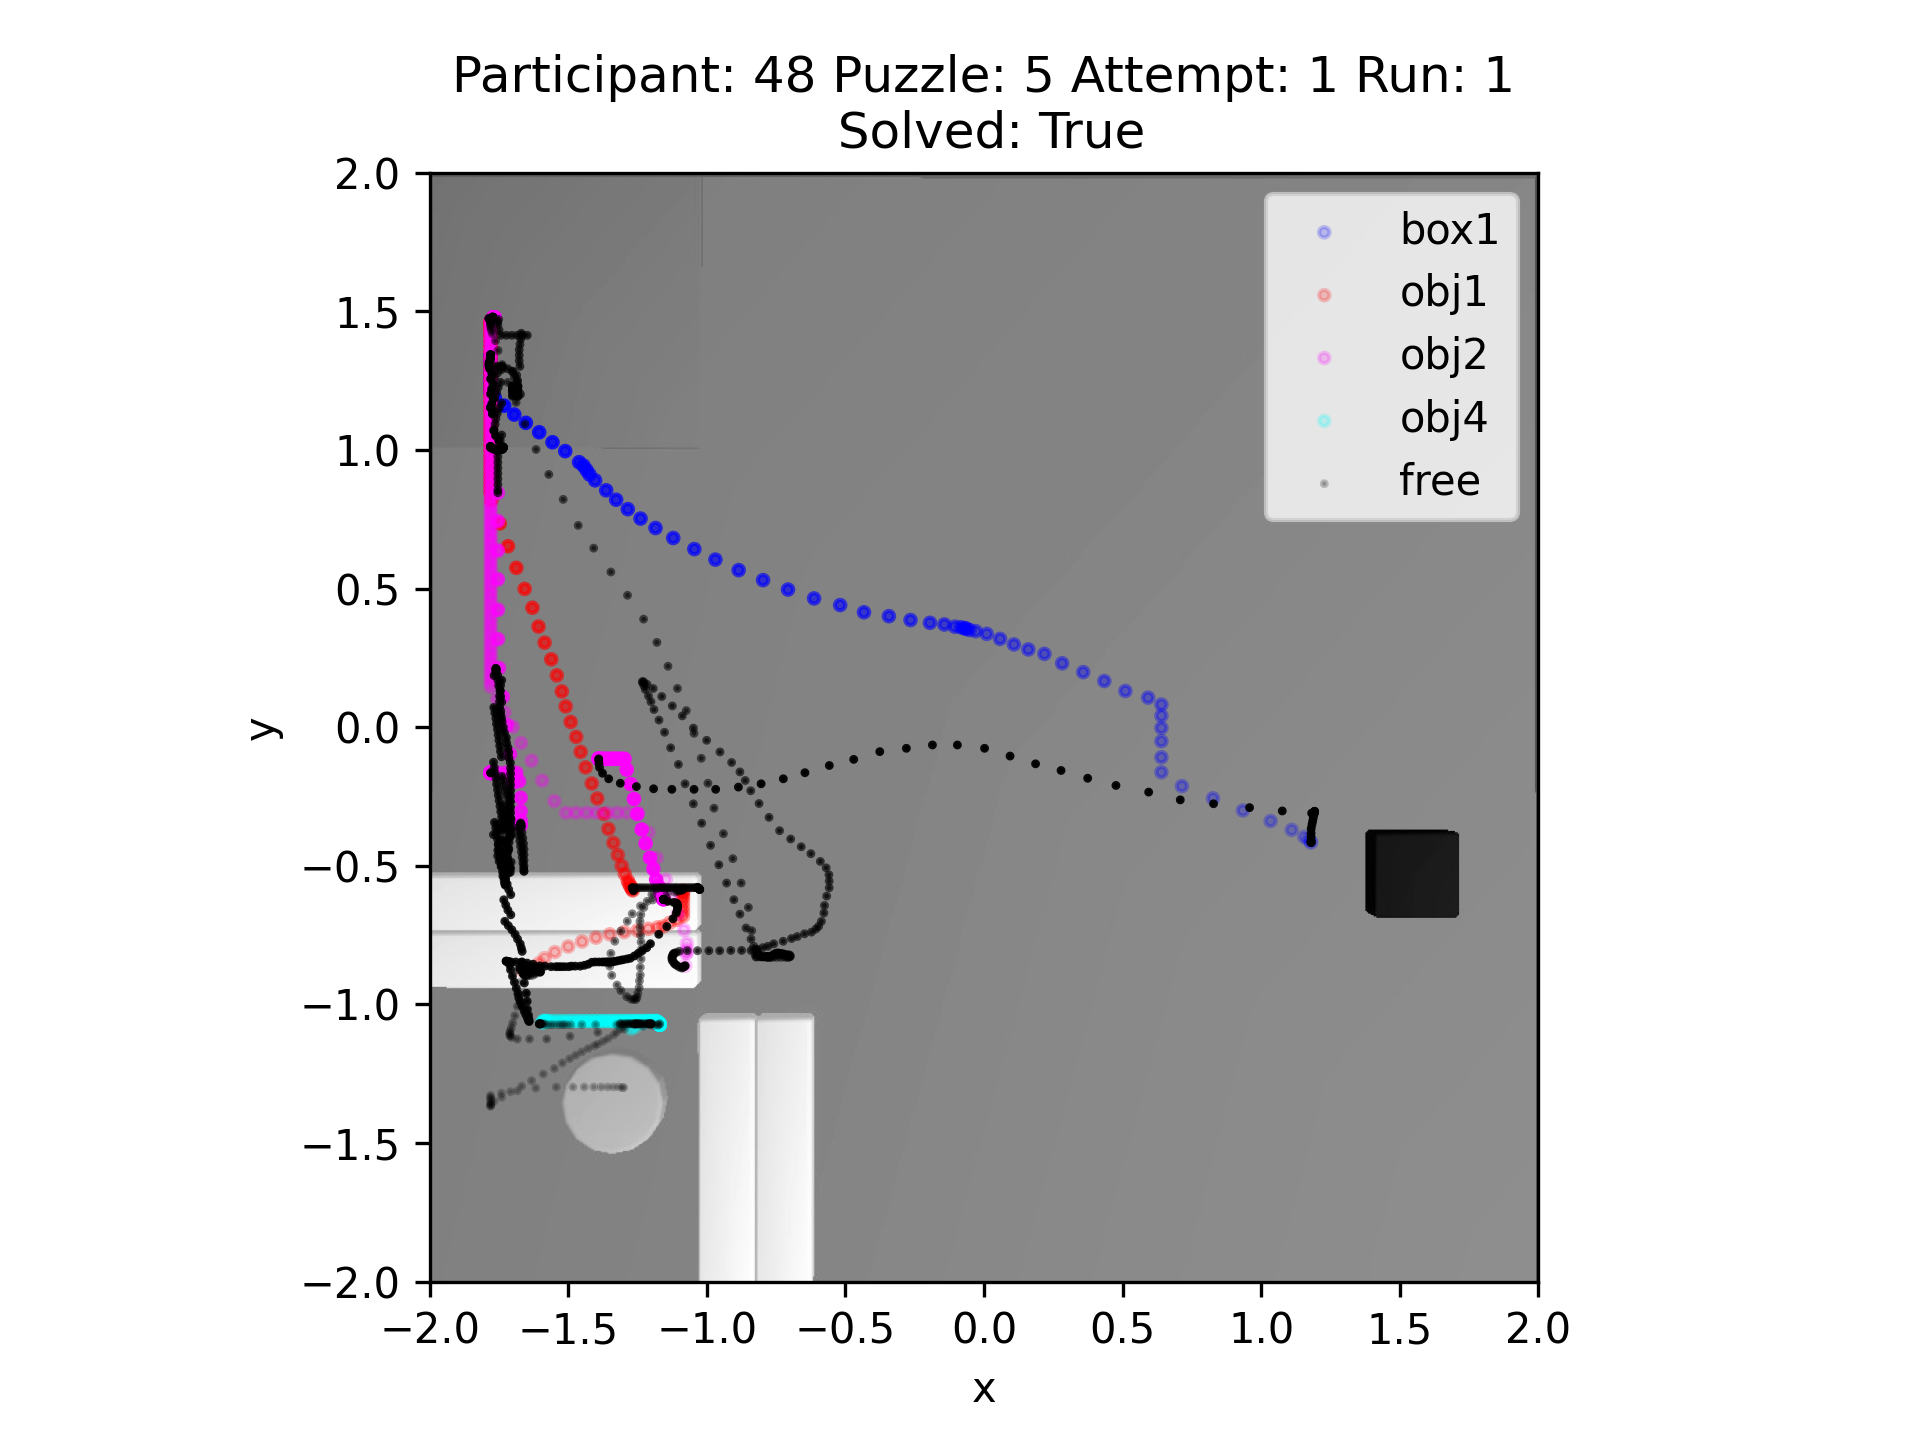 Participant: 48 Puzzle: 5 Attempt: 1 Run: 1
Solved: True
2.0
1.5
1.0
0.5
0.0
−0.5
−1.0
−1.5
−2.0
y
box1
obj1
obj2
obj4
free
−2.0 −1.5 −1.0 −0.5 0.0 0.5 1.0 1.5 2.0
x